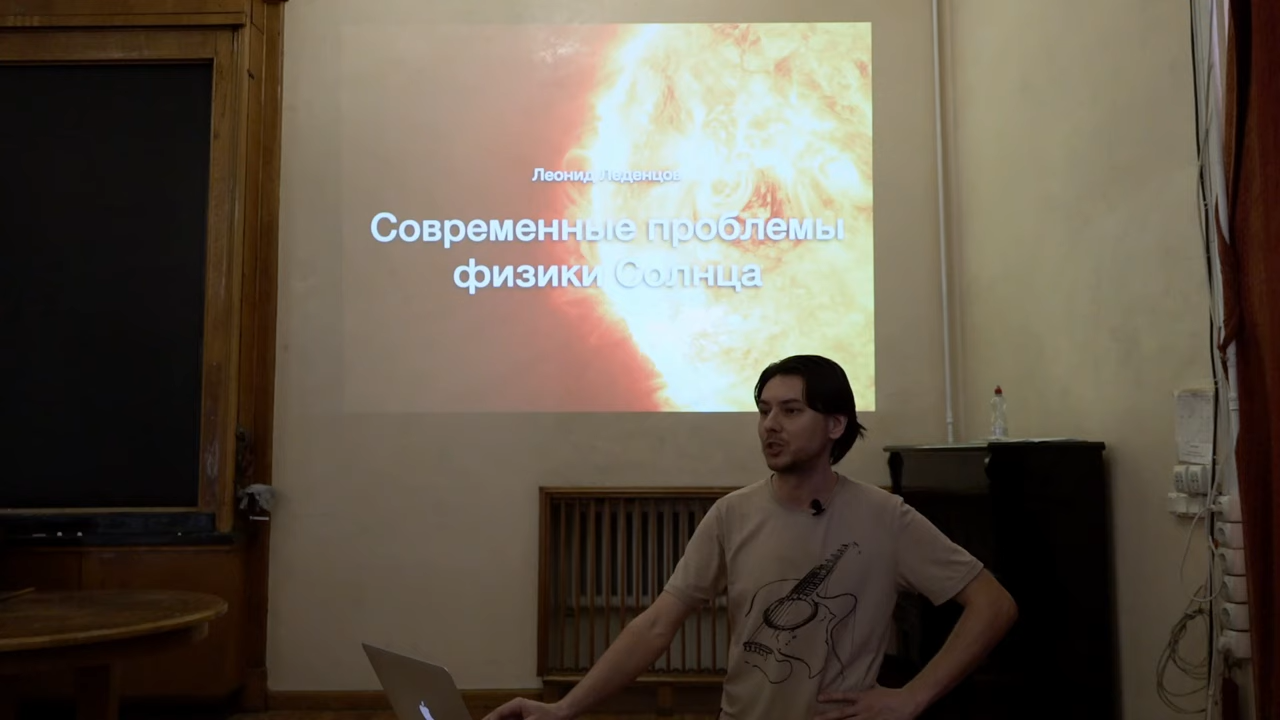 Леонид Леденцов
Современные проблемы
физики Солнца